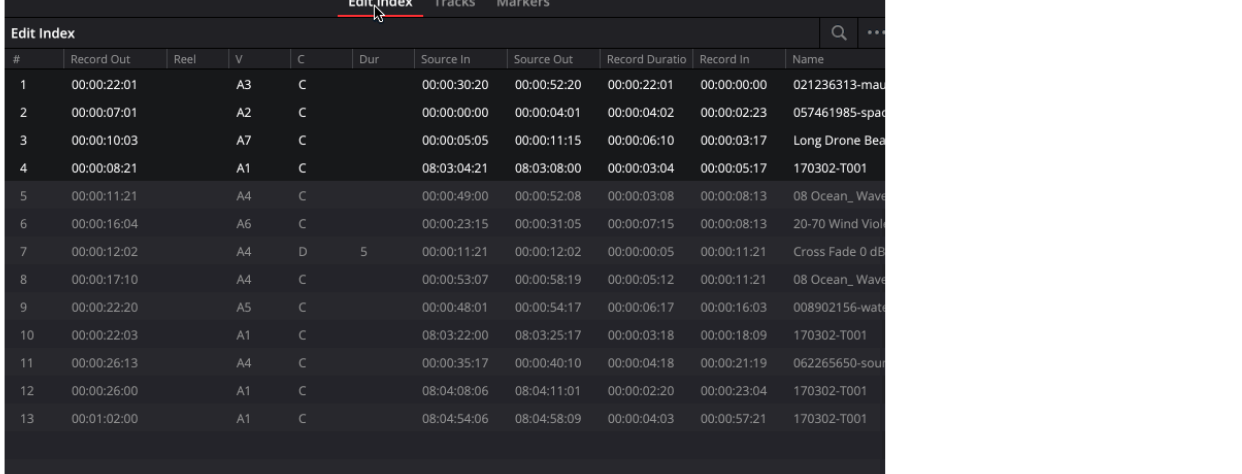 Edit Index Tracks Markers
Edit Index
# Record Out Reel V C Dur Source In Source Out Record Duratio Record In Name
1 00:00:22:01 A3 C 00:00:30:20 00:00:52:20 00:00:22:01 00:00:00:00 021236313-mau
2 00:00:07:01 A2 C 00:00:00:00 00:00:04:01 00:00:04:02 00:00:02:23 057461985-spac
3 00:00:10:03 A7 C 00:00:05:05 00:00:11:15 00:00:06:10 00:00:03:17 Long Drone Bea
4 00:00:08:21 A1 C 08:03:04:21 08:03:08:00 00:00:03:04 00:00:05:17 170302-T001
5 00:00:11:21 A4 C 00:00:49:00 00:00:52:08 00:00:03:08 00:00:08:13 08 Ocean_ Wave
6 00:00:16:04 A6 C 00:00:23:15 00:00:31:05 00:00:07:15 00:00:08:13 20-70 Wind Viol
7 00:00:12:02 A4 D 5 00:00:11:21 00:00:12:02 00:00:00:05 00:00:11:21 Cross Fade 0 dB
8 00:00:17:10 A4 C 00:00:53:07 00:00:58:19 00:00:05:12 00:00:11:21 08 Ocean_ Wave
9 00:00:22:20 A5 C 00:00:48:01 00:00:54:17 00:00:06:17 00:00:16:03 008902156-wate
10 00:00:22:03 A1 C 08:03:22:00 08:03:25:17 00:00:03:18 00:00:18:09 170302-T001
11 00:00:26:13 A4 C 00:00:35:17 00:00:40:10 00:00:04:18 00:00:21:19 062265650-sour
12 00:00:26:00 A1 C 08:04:08:06 08:04:11:01 00:00:02:20 00:00:23:04 170302-T001
13 00:01:02:00 A1 C 08:04:54:06 08:04:58:09 00:00:04:03 00:00:57:21 170302-T001